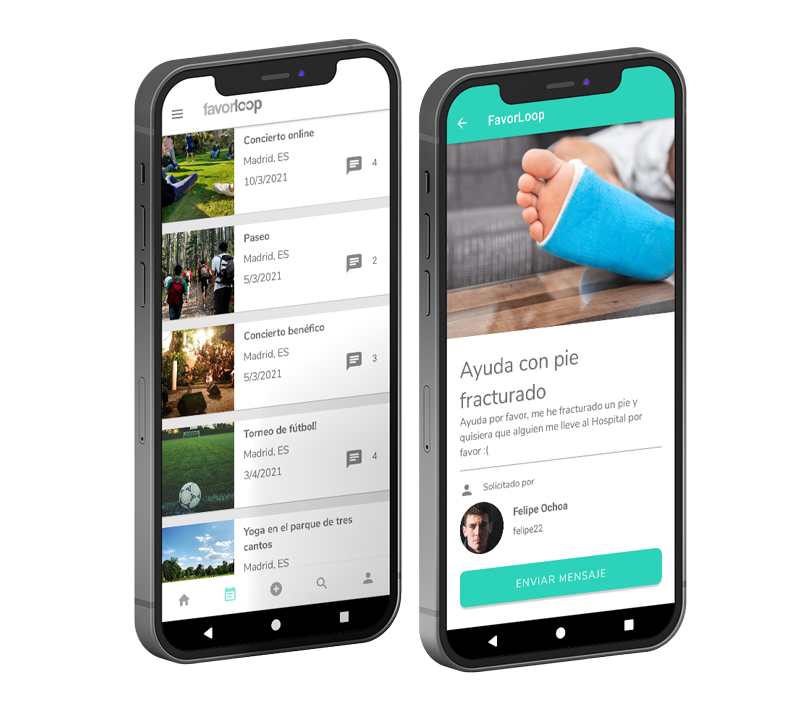 favorloop
Concierto online
Madrid, ES
10/3/2021
4
Paseo
Madrid, ES
5/3/2021
2
Concierto benéfico
Madrid, ES
5/3/2021
3
Torneo de fútbol!
Madrid, ES
3/4/2021
4
Yoga en el parque de tres
cantos
Madrid, ES
FavorLoop
Ayuda con pie
fracturado
Ayuda por favor, me he fracturado un pie y
quisiera que alguien me lleve al Hospital por
favor :(
Solicitado por
Felipe Ochoa
felipe22
ENVIAR MENSAJE